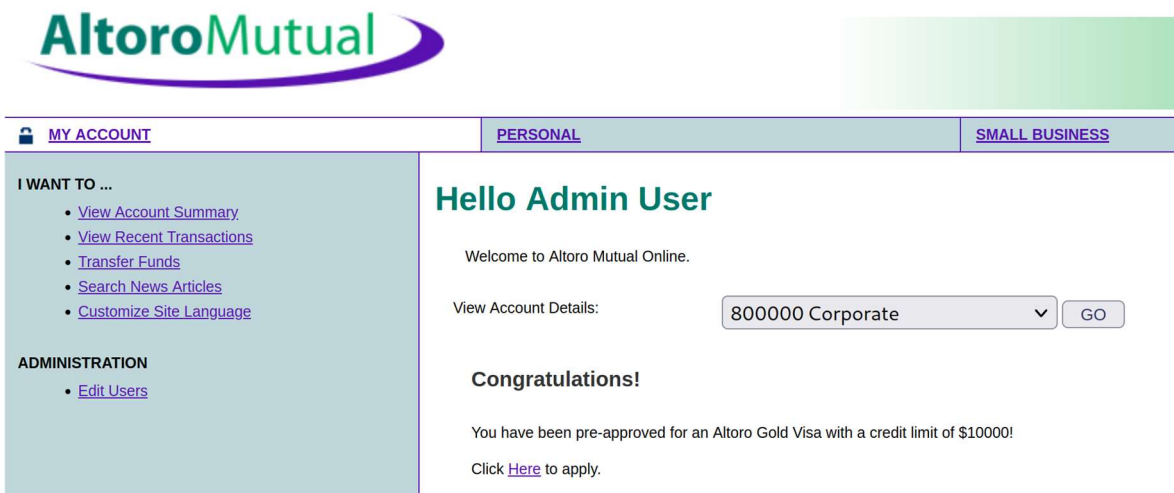 AltoroMutual
MY ACCOUNT
PERSONAL
SMALL BUSINESS
I WANT TO ...
View Account Summary
View Recent Transactions
Transfer Funds
Search News Articles
Customize Site Language
ADMINISTRATION
Edit Users
Hello Admin User
Welcome to Altoro Mutual Online.
View Account Details:
800000 Corporate
GO
Congratulations!
You have been pre-approved for an Altoro Gold Visa with a credit limit of $10000!
Click Here to apply.